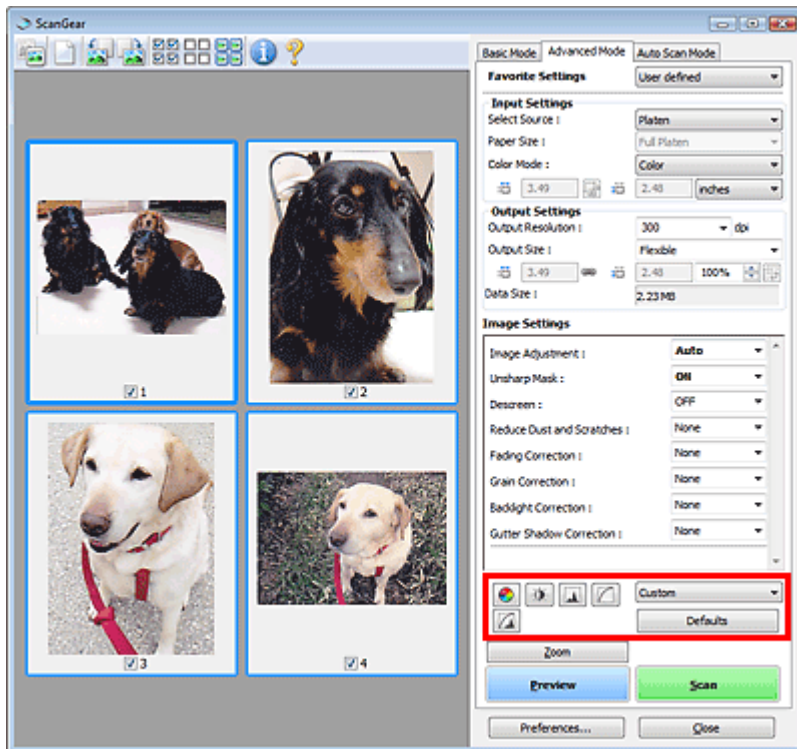 ScanGear
Basic Mode Advanced Mode Auto Scan Mode
Favorite Settings User defined
Input Settings
Select Source : Platen
Paper Size : Full Platen
Color Mode : Color
3.49 2.48 inches
Output Settings
Output Resolution : 300 dpi
Output Size : Flexible
3.49 2.48 100%
Data Size : 2.23 MB
Image Settings
Image Adjustment : Auto
Unsharp Mask : ON
Descreen : OFF
Reduce Dust and Scratches : None
Fading Correction : None
Grain Correction : None
Backlight Correction : None
Gutter Shadow Correction : None
Custom
Defaults
Zoom
Preview Scan
Preferences... Close
1
2
3
4